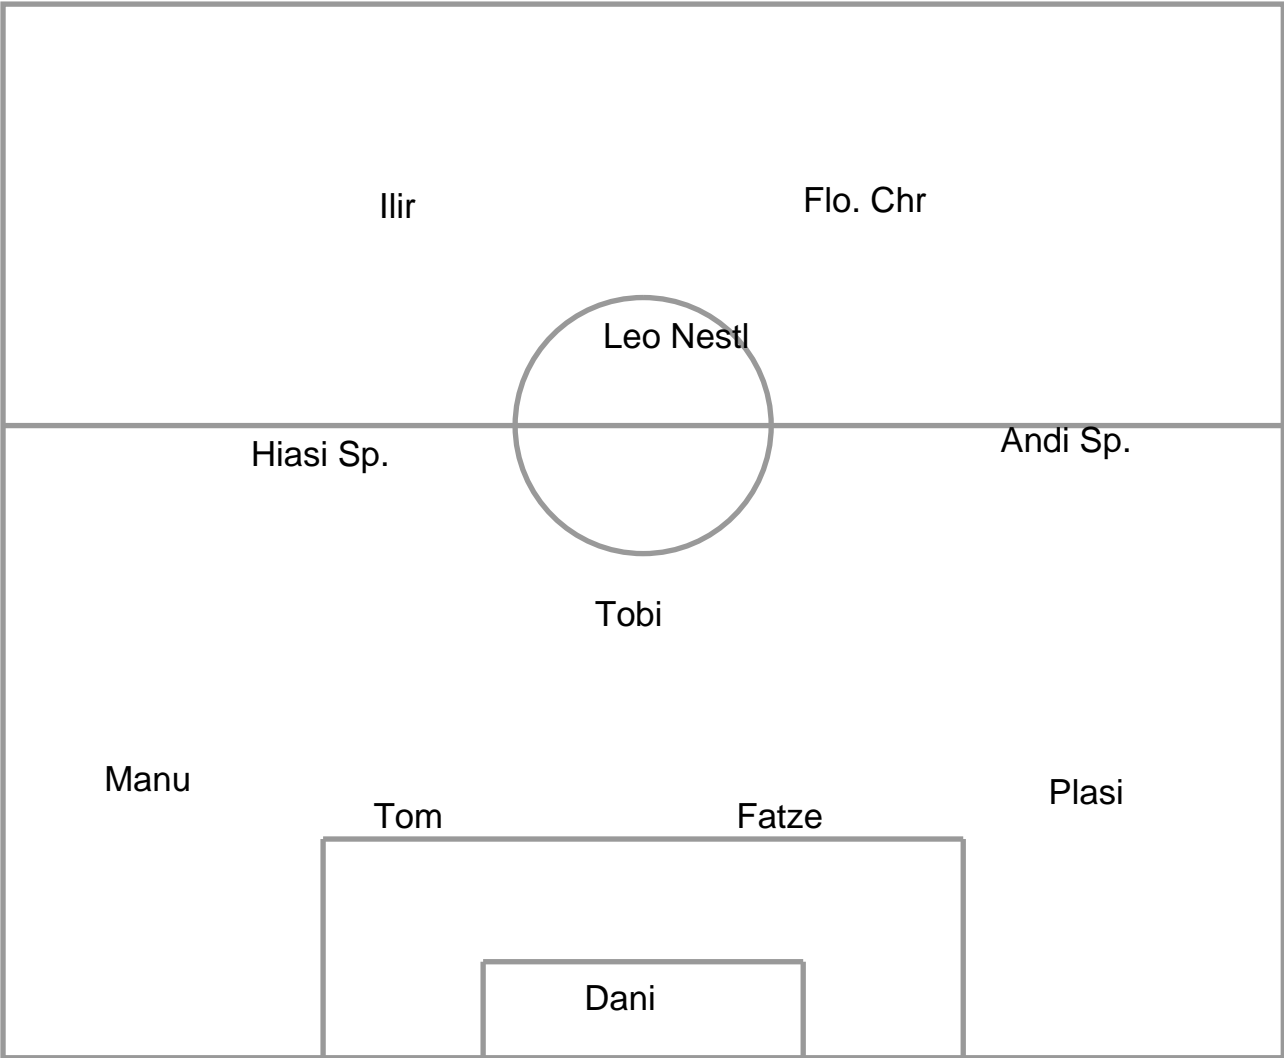 Ilir
Flo. Chr
Leo Nestl
Hiasi Sp.
Andi Sp.
Tobi
Manu
Plasi
Tom
Fatze
Dani